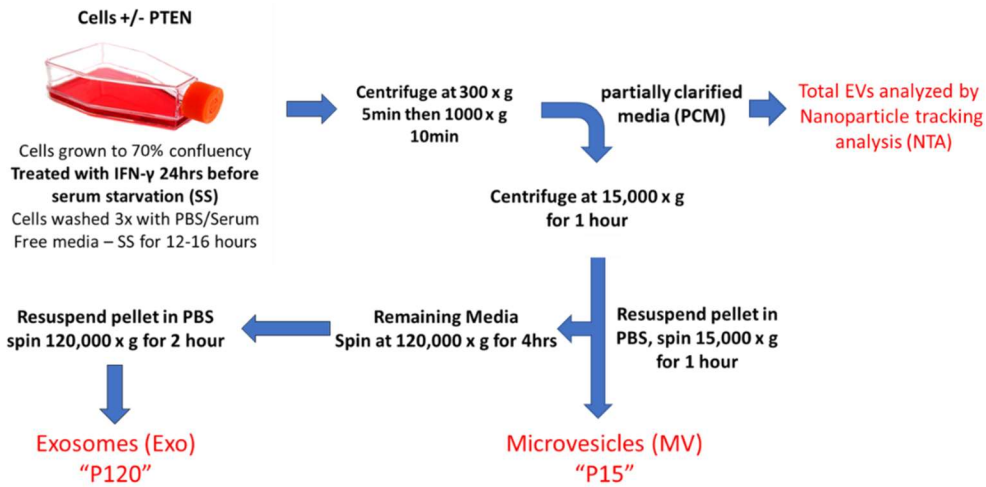 Cells +/- PTEN
Cells grown to 70% confluency
Treated with IFN-γ 24hrs before
serum starvation (SS)
Cells washed 3x with PBS/Serum
Free media – SS for 12-16 hours
Centrifuge at 300 x g
5min then 1000 x g
10min
partially clarified
media (PCM)
Total EVs analyzed by
Nanoparticle tracking
analysis (NTA)
Centrifuge at 15,000 x g
for 1 hour
Resuspend pellet in
PBS, spin 15,000 x g
for 1 hour
Remaining Media
Spin at 120,000 x g for 4hrs
Resuspend pellet in PBS
spin 120,000 x g for 2 hour
Exosomes (Exo)
“P120”
Microvesicles (MV)
“P15”